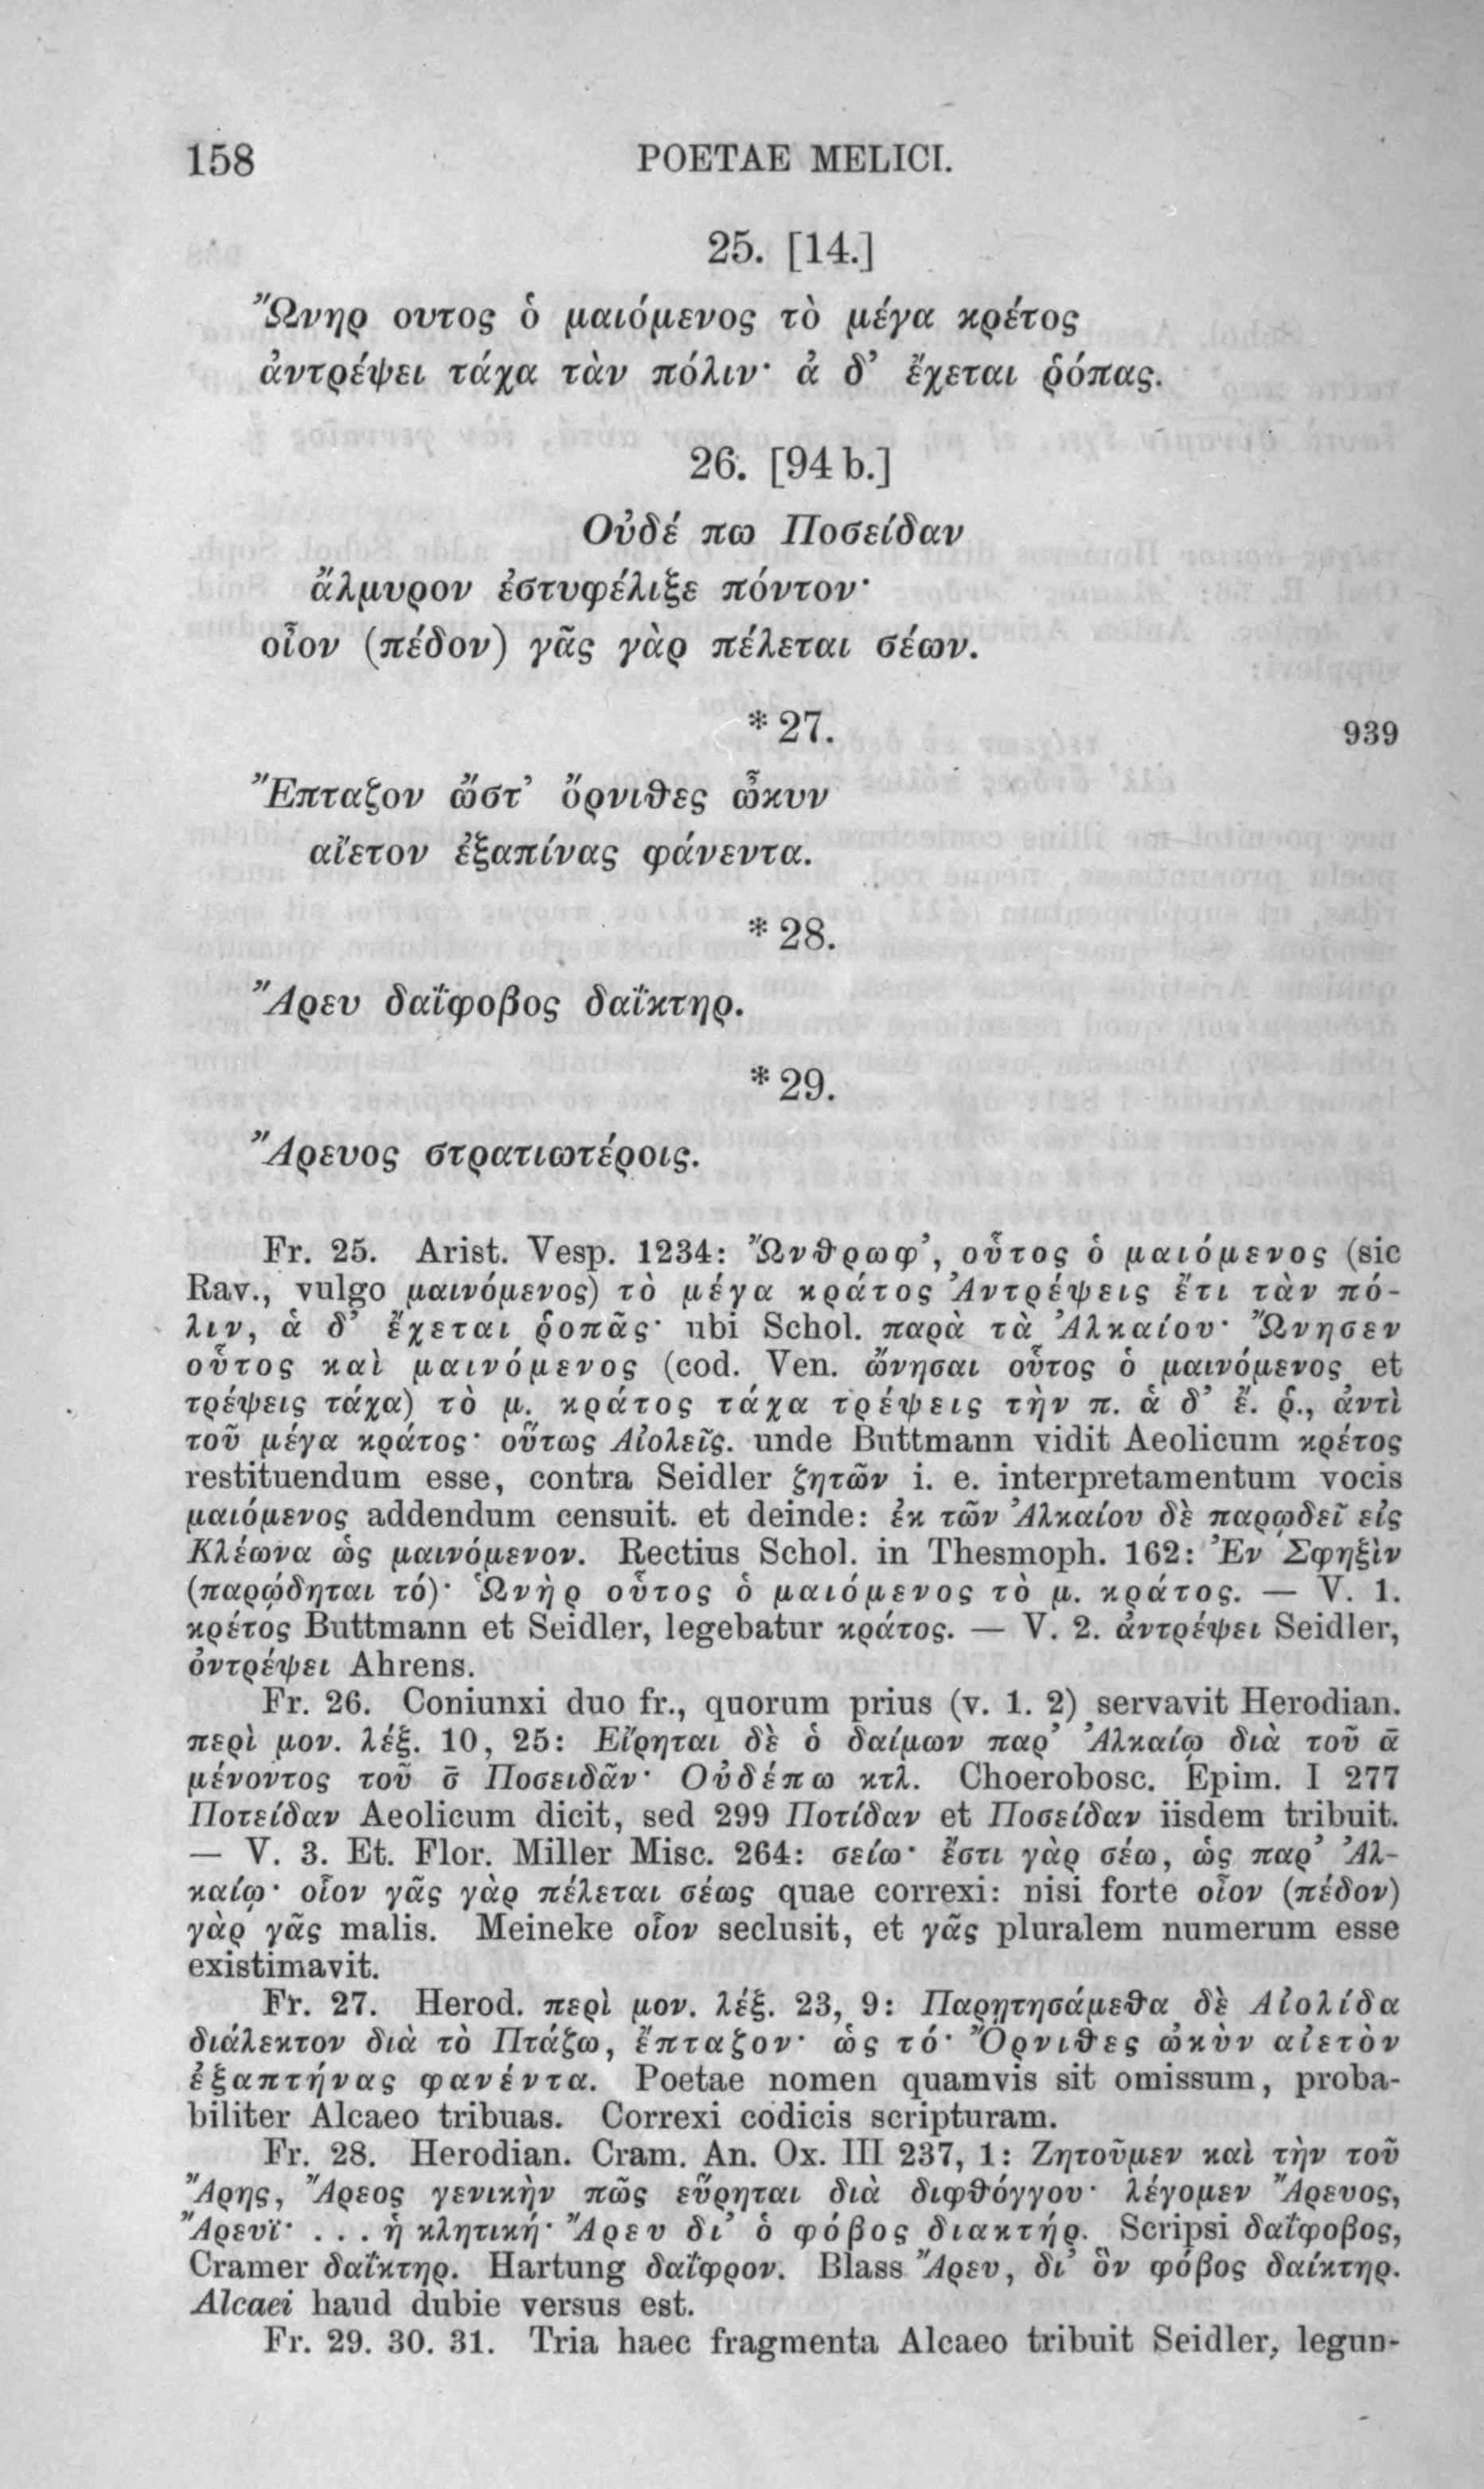 158 POETAE MELICI.
25. [14.]
Ὤνηρ ουτος ὁ μαιόμενος τὸ μέγα κρέτος
ἀντρέψει τάχα τὰν πόλιν· ἀ δ’ ἔχεται ῥόπας.
26. [94 b.]
Οὐδέ πω Ποσείδαν
ἄλμυρον ἐστυφέλιξε πόντον·
οἶον (πέδον) γᾶς γὰρ πέλεται σέων.
*27. 939
Ἔπταζον ὤστ’ ὄρνιθες ὦκυν
αἴετον ἐξαπίνας φάνεντα.
*28.
Ἄρευ δαΐφοβος δαΐκτηρ.
*29.
Ἄρευος στρατιωτέροις.
Fr. 25. Arist. Vesp. 1234: Ὤνθρωφ’, οὗτος ὁ μαιόμενος (sic
Rav., vulgo μαινόμενος) τὸ μέγα κράτος Ἀντρέψεις ἔτι τὰν πό-
λιν, ἁ δ’ ἔχεται ῥοπᾶς· ubi Schol. παρὰ τὰ Ἀλκαίου· Ὤνησεν
οὗτος καὶ μαινόμενος (cod. Ven. ὤνησαι οὗτος ὁ μαινόμενος et
τρέψεις τάχα) τὸ μ. κράτος τάχα τρέψεις τὴν π. ἁ δ’ ἔ. ῥ., ἀντὶ
τοῦ μέγα κράτος· οὕτως Αἰολεῖς. unde Buttmann vidit Aeolicum κρέτος
restituendum esse, contra Seidler ζητῶν i. e. interpretamentum vocis
μαιόμενος addendum censuit. et deinde: ἐκ τῶν Ἀλκαίου δὲ παρῳδεῖ εἰς
Κλέωνα ὡς μαινόμενον. Rectius Schol. in Thesmoph. 162: Ἐν Σφηξὶν
(παρῴδηται τό)· Ὡνὴρ οὗτος ὁ μαιόμενος τὸ μ. κράτος. — V. 1.
κρέτος Buttmann et Seidler, legebatur κράτος. — V. 2. ἀντρέψει Seidler,
ὀντρέψει Ahrens.
Fr. 26. Coniunxi duo fr., quorum prius (v. 1. 2) servavit Herodian.
περὶ μον. λέξ. 10, 25: Εἴρηται δὲ ὁ δαίμων παρ’ Ἀλκαίῳ διὰ τοῦ ᾱ
μένοντος τοῦ σ̄ Ποσειδᾶν· Οὐδέπω κτλ. Choerobosc. Epim. I 277
Ποτείδαν Aeolicum dicit, sed 299 Ποτίδαν et Ποσείδαν iisdem tribuit.
— V. 3. Et. Flor. Miller Misc. 264: σείω· ἔστι γὰρ σέω, ὡς παρ’ Ἀλ-
καίῳ· οἶον γᾶς γὰρ πέλεται σέως quae correxi: nisi forte οἶον (πέδον)
γὰρ γᾶς malis. Meineke οἶον seclusit, et γᾶς pluralem numerum esse
existimavit.
Fr. 27. Herod. περὶ μον. λέξ. 23, 9: Παρῃτησάμεθα δὲ Αἰολίδα
διάλεκτον διὰ τὸ Πτάζω, ἔπταζον· ὡς τό· Ὄρνιθες ὠκὺν αἰετὸν
ἐξαπτήνας φανέντα. Poetae nomen quamvis sit omissum, proba-
biliter Alcaeo tribuas. Correxi codicis scripturam.
Fr. 28. Herodian. Cram. An. Ox. III 237, 1: Ζητοῦμεν καὶ τὴν τοῦ
Ἄρης, Ἄρεος γενικὴν πῶς εὕρηται διὰ διφθόγγου· λέγομεν Ἄρευος,
Ἄρευϊ· . . . ἡ κλητική· Ἄρευ δι’ ὁ φόβος διακτήρ. Scripsi δαΐφοβος,
Cramer δαΐκτηρ. Hartung δαΐφρον. Blass Ἄρευ, δι’ ὃν φόβος δαίκτηρ.
Alcaei haud dubie versus est.
Fr. 29. 30. 31. Tria haec fragmenta Alcaeo tribuit Seidler, legun-